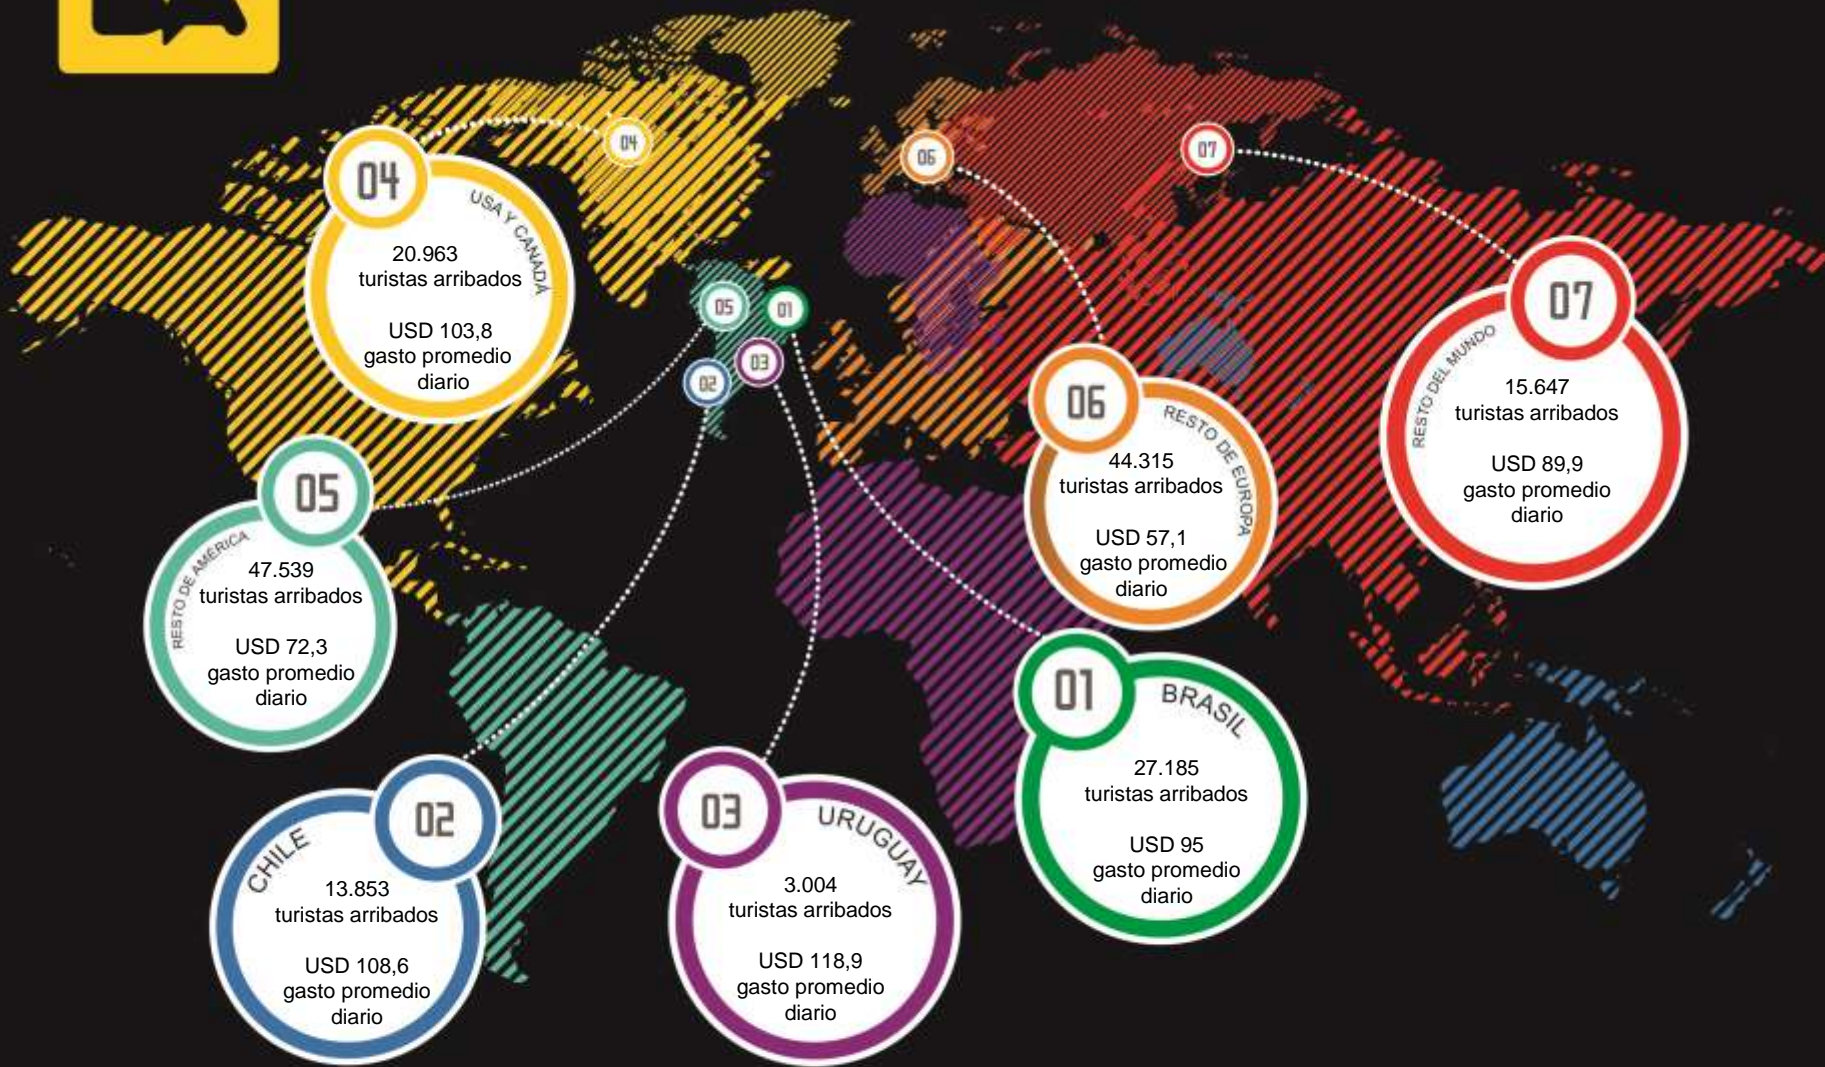 04
USA Y CANADÁ
20.963
turistas arribados
USD 103,8
gasto promedio
diario
04
06
07
05
01
03
02
07
RESTO DEL MUNDO
15.647
turistas arribados
USD 89,9
gasto promedio
diario
06
RESTO DE EUROPA
44.315
turistas arribados
USD 57,1
gasto promedio
diario
05
RESTO DE AMÉRICA
47.539
turistas arribados
USD 72,3
gasto promedio
diario
01
BRASIL
27.185
turistas arribados
USD 95
gasto promedio
diario
02
CHILE
13.853
turistas arribados
USD 108,6
gasto promedio
diario
03
URUGUAY
3.004
turistas arribados
USD 118,9
gasto promedio
diario